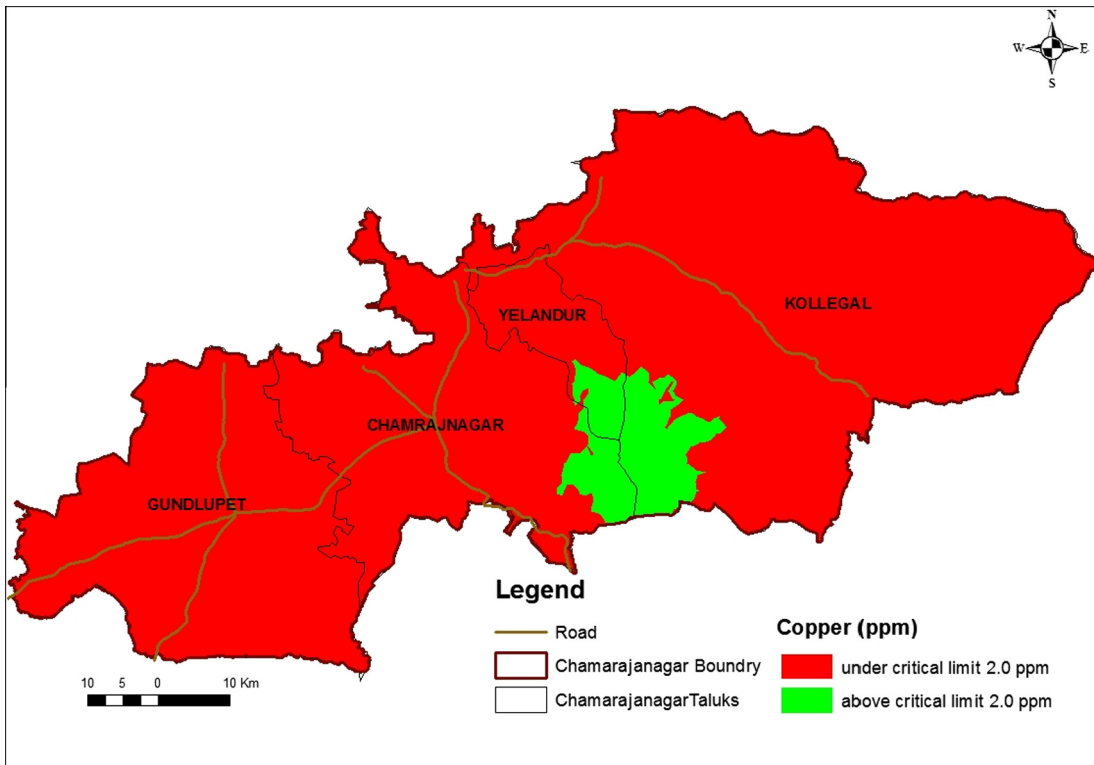 N
W E
S
KOLLEGAL
YELANDUR
CHAMRAJNAGAR
GUNDLUPET
Legend
Road
Chamarajanagar Boundry
ChamarajanagarTaluks
Copper (ppm)
under critical limit 2.0 ppm
above critical limit 2.0 ppm
10 5 0 10 Km